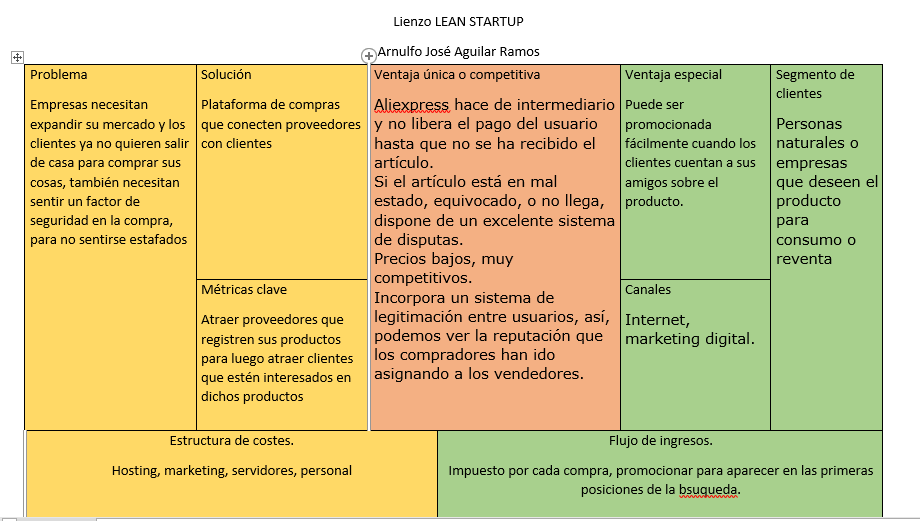 Lienzo LEAN STARTUP
Arnulfo José Aguilar Ramos
Problema
Empresas necesitan
expandir su mercado y los
clientes ya no quieren salir
de casa para comprar sus
cosas, también necesitan
sentir un factor de
seguridad en la compra,
para no sentirse estafados
Solución
Plataforma de compras
que conecten proveedores
con clientes
Métricas clave
Atraer proveedores que
registren sus productos
para luego atraer clientes
que estén interesados en
dichos productos
Ventaja única o competitiva
Aliexpress hace de intermediario
y no libera el pago del usuario
hasta que no se ha recibido el
artículo.
Si el artículo está en mal
estado, equivocado, o no llega,
dispone de un excelente sistema
de disputas.
Precios bajos, muy
competitivos.
Incorpora un sistema de
legitimación entre usuarios, así,
podemos ver la reputación que
los compradores han ido
asignando a los vendedores.
Ventaja especial
Puede ser
promocionada
fácilmente cuando los
clientes cuentan a sus
amigos sobre el
producto.
Canales
Internet,
marketing digital.
Segmento de
clientes
Personas
naturales o
empresas
que deseen el
producto
para
consumo o
reventa
Estructura de costes.
Hosting, marketing, servidores, personal
Flujo de ingresos.
Impuesto por cada compra, promocionar para aparecer en las primeras
posiciones de la bsuqueda.